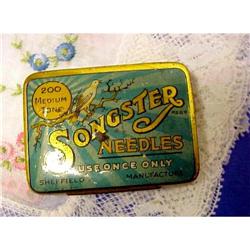 200
MEDIUM
TONE
SONGSTER
NEEDLES
USE ONCE ONLY
SHEFFIELD MANUFACTURE